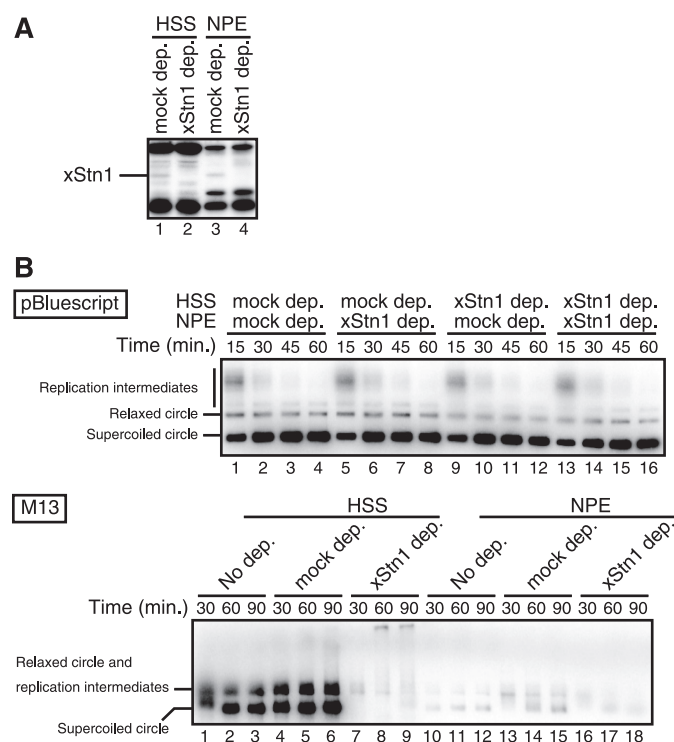 A
HSS NPE
mock dep.
xStn1 dep.
mock dep.
xStn1 dep.
xStn1
1 2 3 4
B
pBluescript
HSS mock dep. mock dep. xStn1 dep. xStn1 dep.
NPE mock dep. xStn1 dep. mock dep. xStn1 dep.
Time (min.) 15 30 45 60 15 30 45 60 15 30 45 60 15 30 45 60
Replication intermediates
Relaxed circle
Supercoiled circle
1 2 3 4 5 6 7 8 9 10 11 12 13 14 15 16
M13
HSS NPE
No dep. mock dep. xStn1 dep. No dep. mock dep. xStn1 dep.
Time (min.) 30 60 90 30 60 90 30 60 90 30 60 90 30 60 90 30 60 90
Relaxed circle and
replication intermediates
Supercoiled circle
1 2 3 4 5 6 7 8 9 10 11 12 13 14 15 16 17 18